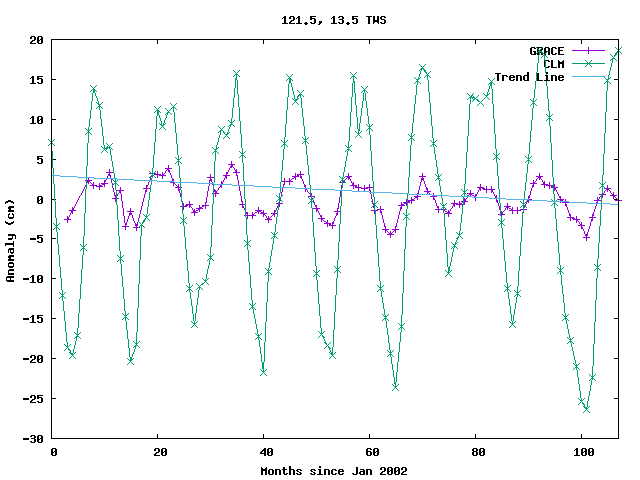 121.5, 13.5 TWS
GRACE
CLM
Trend Line
20
15
10
5
0
-5
-10
-15
-20
-25
-30
Anomaly (cm)
0 20 40 60 80 100
Months since Jan 2002